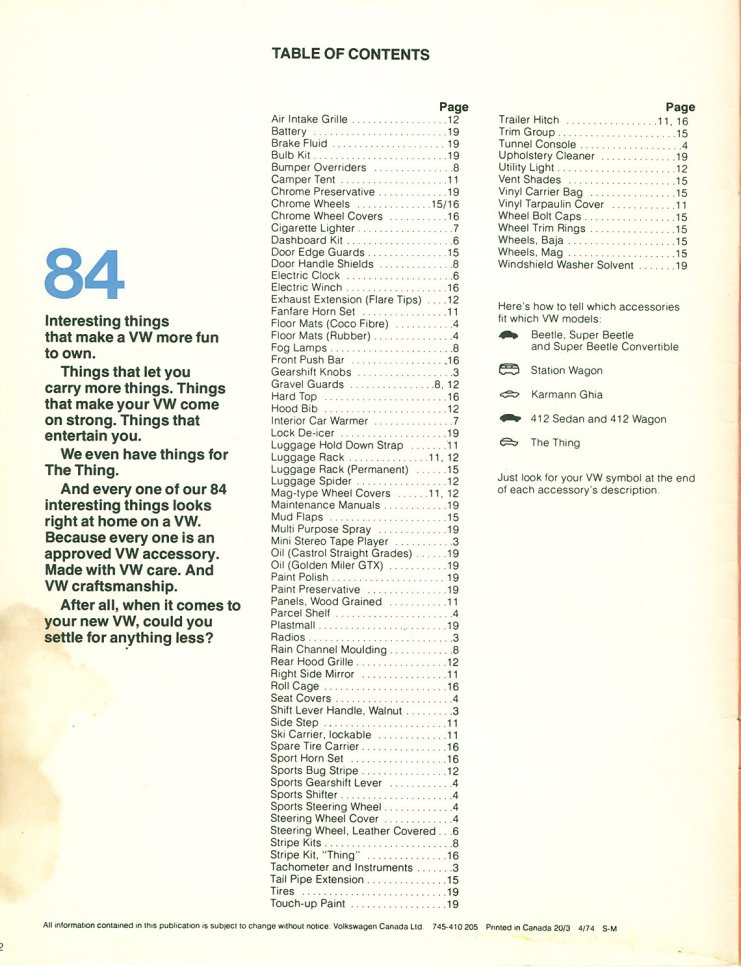 TABLE OF CONTENTS
84
Interesting things
that make a VW more fun
to own.
Things that let you
carry more things. Things
that make your VW come
on strong. Things that
entertain you.
We even have things for
The Thing.
And every one of our 84
interesting things looks
right at home on a VW.
Because every one is an
approved VW accessory.
Made with VW care. And
VW craftsmanship.
After all, when it comes to
your new VW, could you
settle for anything less?
Page
Air Intake Grille ..................12
Battery .........................19
Brake Fluid ..................... 19
Bulb Kit .........................19
Bumper Overriders ................8
Camper Tent .....................11
Chrome Preservative .............19
Chrome Wheels ..............15/16
Chrome Wheel Covers ...........16
Cigarette Lighter ..................7
Dashboard Kit ....................6
Door Edge Guards ...............15
Door Handle Shields ..............8
Electric Clock ....................6
Electric Winch ...................16
Exhaust Extension (Flare Tips) ....12
Fanfare Horn Set ................11
Floor Mats (Coco Fibre) ...........4
Floor Mats (Rubber) ...............4
Fog Lamps .......................8
Front Push Bar ..................16
Gearshift Knobs ..................3
Gravel Guards ................8, 12
Hard Top .......................16
Hood Bib .......................12
Interior Car Warmer ...............7
Lock De-icer ....................19
Luggage Hold Down Strap .......11
Luggage Rack ...............11, 12
Luggage Rack (Permanent) ......15
Luggage Spider .................12
Mag-type Wheel Covers ......11, 12
Maintenance Manuals ............19
Mud Flaps ......................15
Multi Purpose Spray .............19
Mini Stereo Tape Player ...........3
Oil (Castrol Straight Grades) ......19
Oil (Golden Miler GTX) ...........19
Paint Polish ..................... 19
Paint Preservative ...............19
Panels, Wood Grained ...........11
Parcel Shelf ......................4
Plastmall ........................19
Radios ..........................3
Rain Channel Moulding ...........8
Rear Hood Grille .................12
Right Side Mirror ................11
Roll Cage .......................16
Seat Covers ......................4
Shift Lever Handle, Walnut .........3
Side Step .......................11
Ski Carrier, lockable .............11
Spare Tire Carrier ................16
Sport Horn Set ..................16
Sports Bug Stripe ................12
Sports Gearshift Lever ............4
Sports Shifter .....................4
Sports Steering Wheel .............4
Steering Wheel Cover .............4
Steering Wheel, Leather Covered ...6
Stripe Kits ........................8
Stripe Kit, "Thing" ...............16
Tachometer and Instruments .......3
Tail Pipe Extension ...............15
Tires ...........................19
Touch-up Paint ..................19
Page
Trailer Hitch .................11, 16
Trim Group ......................15
Tunnel Console ...................4
Upholstery Cleaner ..............19
Utility Light ......................12
Vent Shades .....................15
Vinyl Carrier Bag ................15
Vinyl Tarpaulin Cover ............11
Wheel Bolt Caps .................15
Wheel Trim Rings ................15
Wheels, Baja ....................15
Wheels, Mag .....................15
Windshield Washer Solvent .......19
Here's how to tell which accessories
fit which VW models:
Beetle, Super Beetle
and Super Beetle Convertible
Station Wagon
Karmann Ghia
412 Sedan and 412 Wagon
The Thing
Just look for your VW symbol at the end
of each accessory's description.
All information contained in this publication is subject to change without notice. Volkswagen Canada Ltd. 745-410 205 Printed in Canada 20/3 4/74 S-M
2